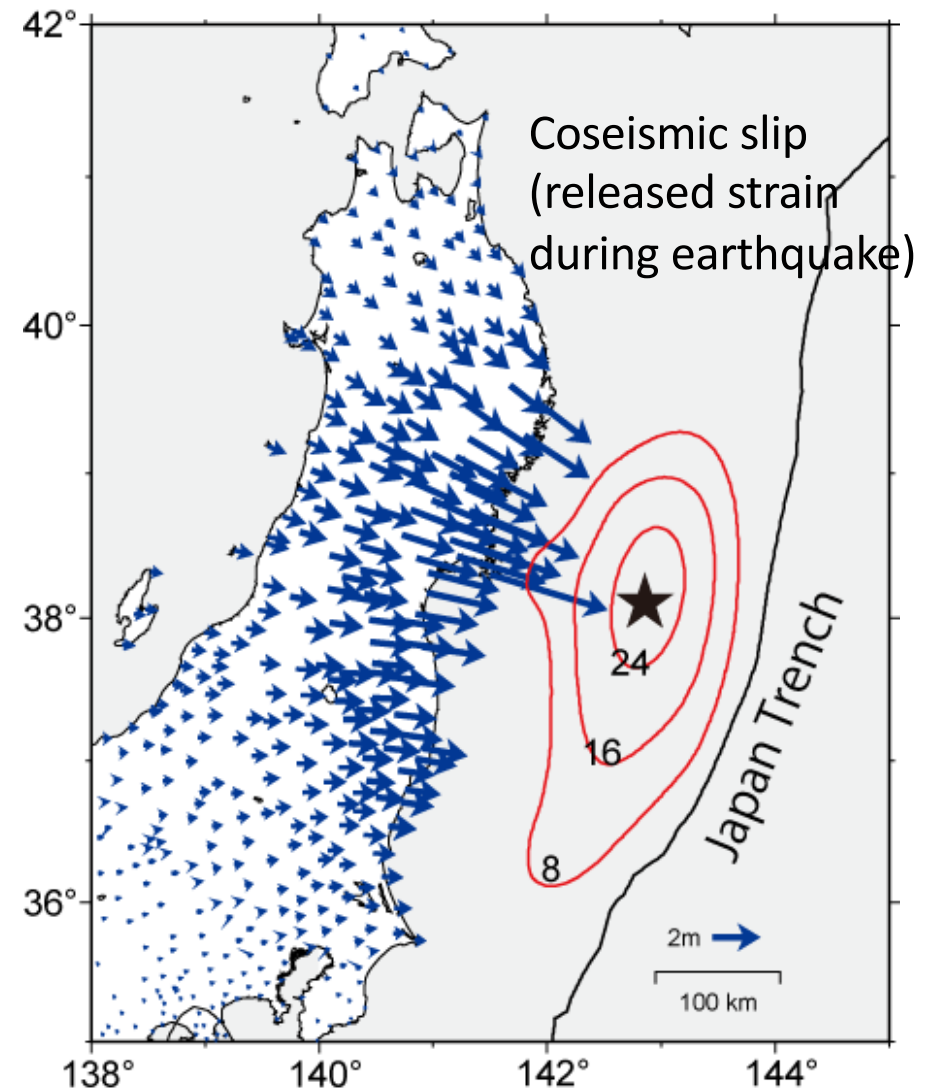 42°
Coseismic slip
(released strain
during earthquake)
40°
38°
24
Japan Trench
16
8
36°
2m
100 km
138°
140°
142°
144°